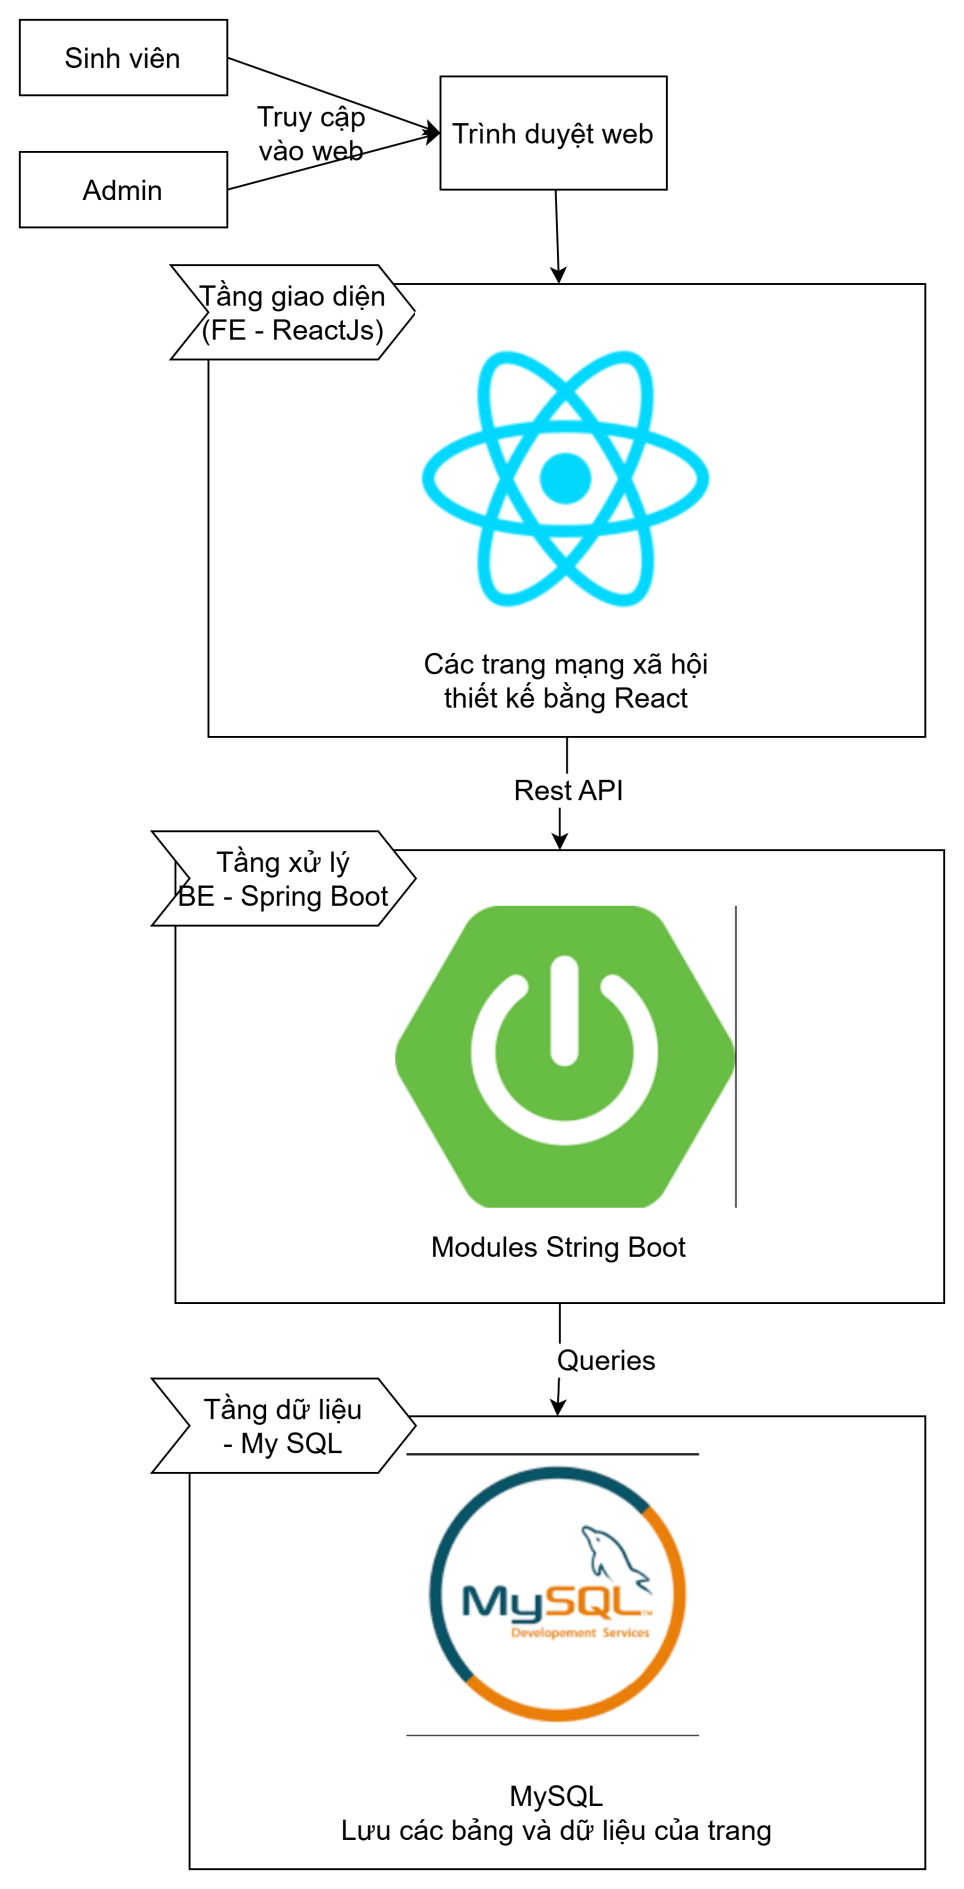 Sinh viên
Truy cập
vào web
Trình duyệt web
Admin
Tầng giao diện
(FE - ReactJs)
Các trang mạng xã hội
thiết kế bằng React
Rest API
Tầng xử lý
BE - Spring Boot
Modules String Boot
Queries
Tầng dữ liệu
- My SQL
MySQL™
Developement Services
MySQL
Lưu các bảng và dữ liệu của trang